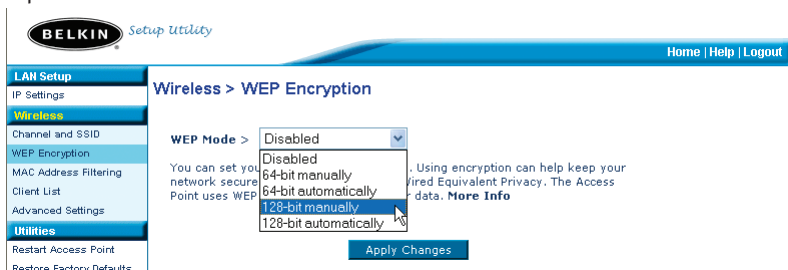 BELKIN Setup Utility
Home | Help | Logout
LAN Setup
IP Settings
Wireless
Channel and SSID
WEP Encryption
MAC Address Filtering
Client List
Advanced Settings
Utilities
Restart Access Point
Restore Factory Defaults
Wireless > WEP Encryption
WEP Mode > Disabled
Disabled
64-bit manually
64-bit automatically
128-bit manually
128-bit automatically
You can set you . Using encryption can help keep your
network secure Wired Equivalent Privacy. The Access
Point uses WEP r data. More Info
Apply Changes